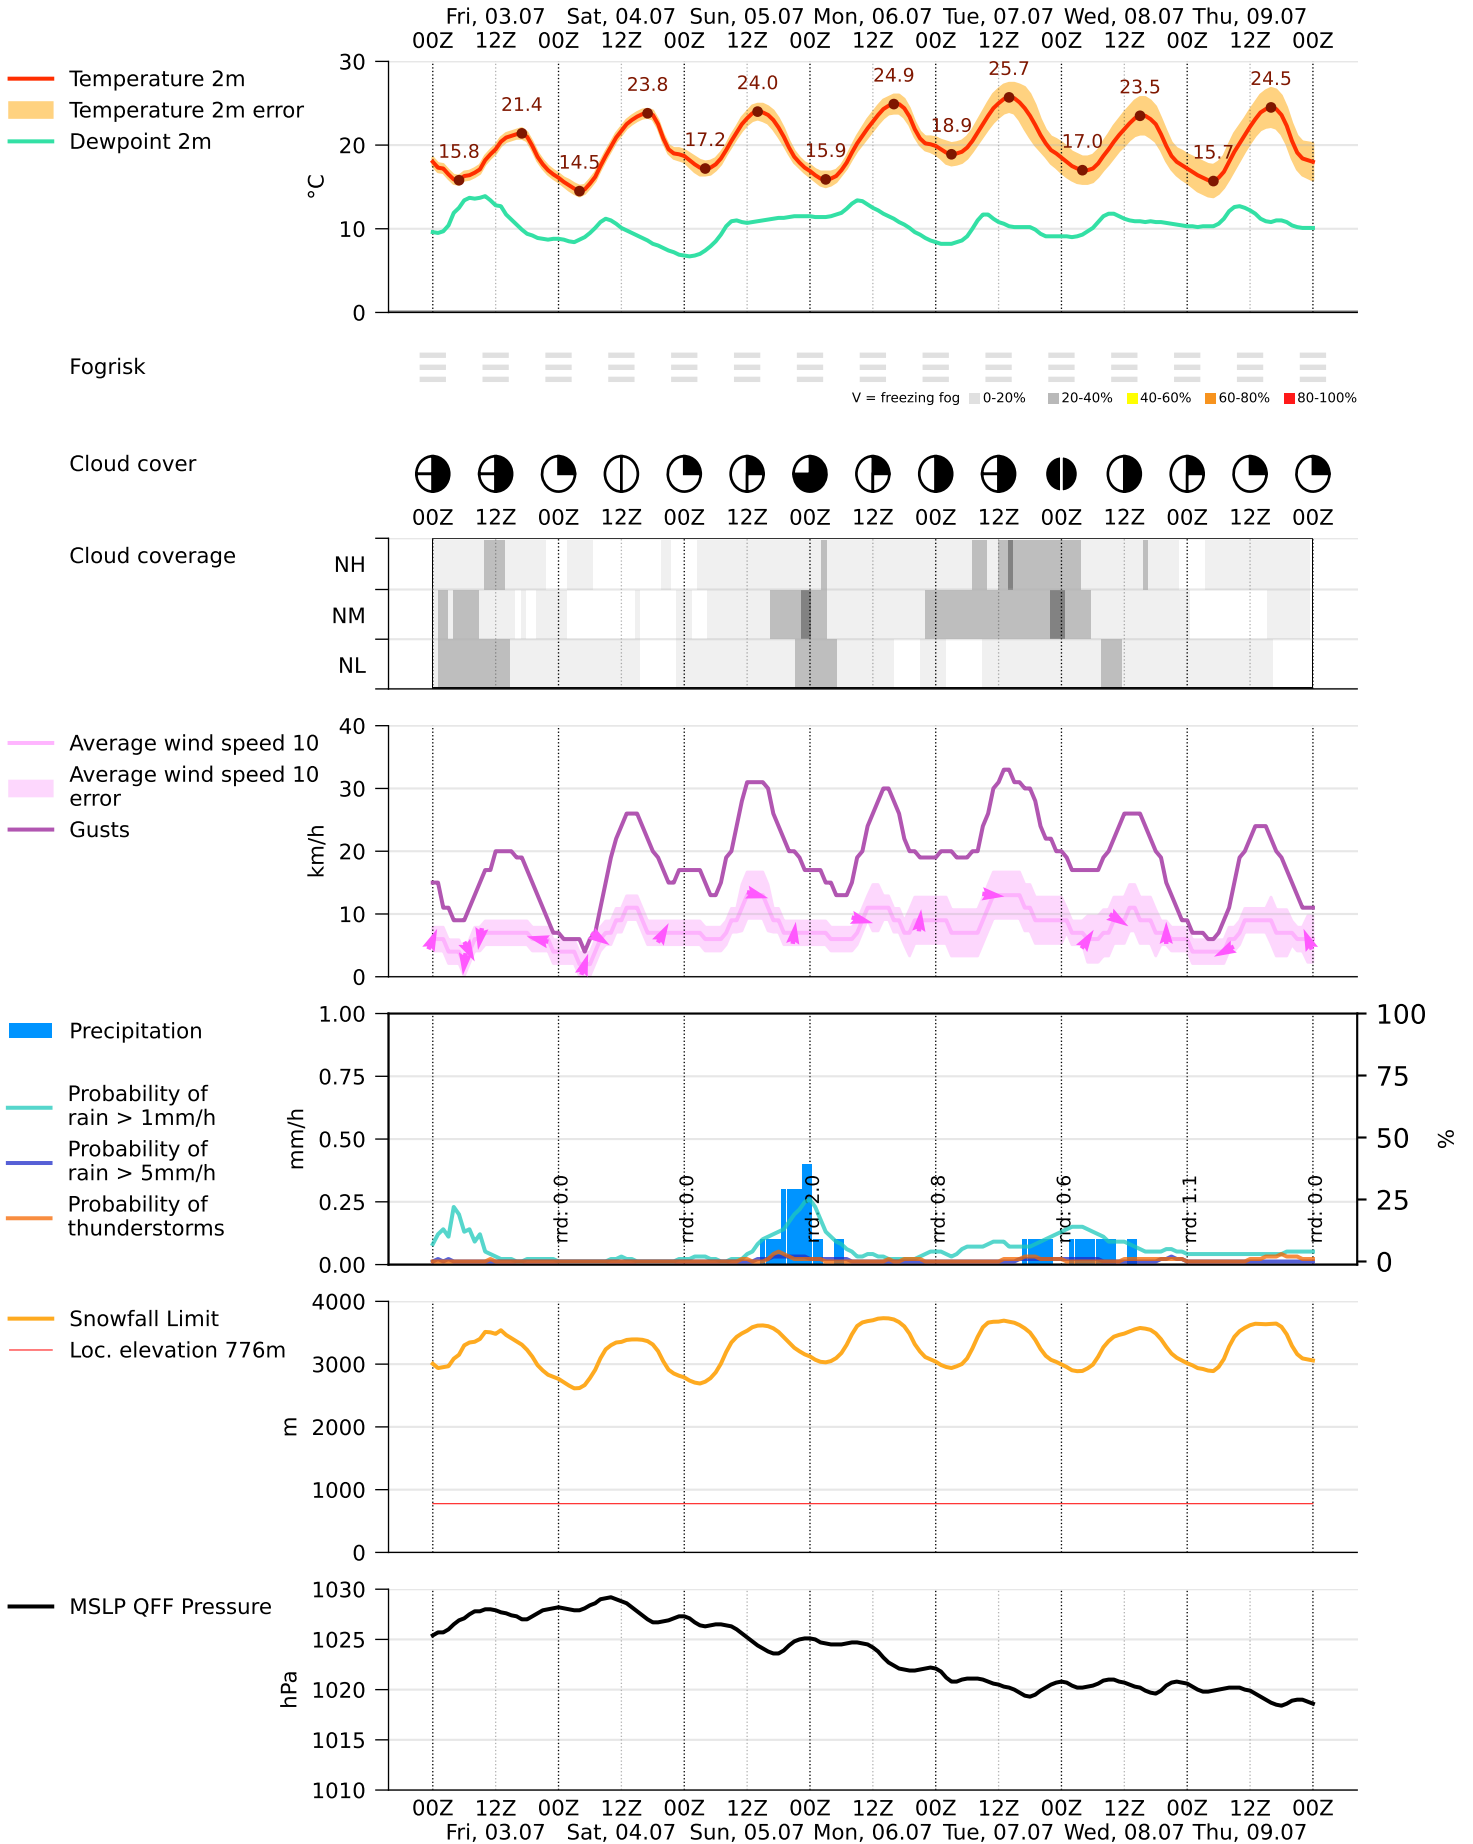 Fri, 03.07 Sat, 04.07 Sun, 05.07 Mon, 06.07 Tue, 07.07 Wed, 08.07 Thu, 09.07
00Z 12Z 00Z 12Z 00Z 12Z 00Z 12Z 00Z 12Z 00Z 12Z 00Z 12Z 00Z
Temperature 2m
Temperature 2m error
Dewpoint 2m
°C
30
20
10
0
15.8 21.4 14.5 23.8 17.2 24.0 15.9 24.9 18.9 25.7 17.0 23.5 15.7 24.5
Fogrisk
V = freezing fog 0-20% 20-40% 40-60% 60-80% 80-100%
Cloud cover
00Z 12Z 00Z 12Z 00Z 12Z 00Z 12Z 00Z 12Z 00Z 12Z 00Z 12Z 00Z
Cloud coverage
NH
NM
NL
Average wind speed 10
Average wind speed 10
error
Gusts
km/h
40
30
20
10
0
Precipitation
Probability of
rain > 1mm/h
Probability of
rain > 5mm/h
Probability of
thunderstorms
mm/h
1.00
0.75
0.50
0.25
0.00
rrd: 0.0
rrd: 0.0
rrd: 2.0
rrd: 0.8
rrd: 0.6
rrd: 1.1
rrd: 0.0
100
75
50
25
0
%
Snowfall Limit
Loc. elevation 776m
m
4000
3000
2000
1000
0
MSLP QFF Pressure
hPa
1030
1025
1020
1015
1010
00Z 12Z 00Z 12Z 00Z 12Z 00Z 12Z 00Z 12Z 00Z 12Z 00Z 12Z 00Z
Fri, 03.07 Sat, 04.07 Sun, 05.07 Mon, 06.07 Tue, 07.07 Wed, 08.07 Thu, 09.07